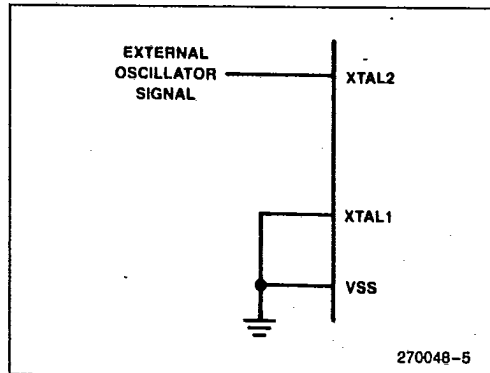 EXTERNAL
OSCILLATOR
SIGNAL
XTAL2
XTAL1
VSS
270048-5